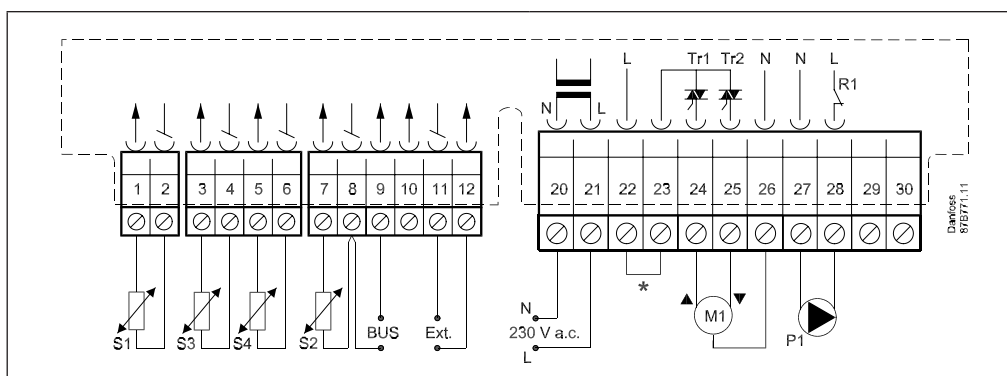 L Tr1 Tr2 N N L
R1
N L
1 2 3 4 5 6 7 8 9 10 11 12 20 21 22 23 24 25 26 27 28 29 30
Danfoss
87B771.11
*
N
BUS Ext. 230 V a.c. M1
S1 S3 S4 S2 L P1